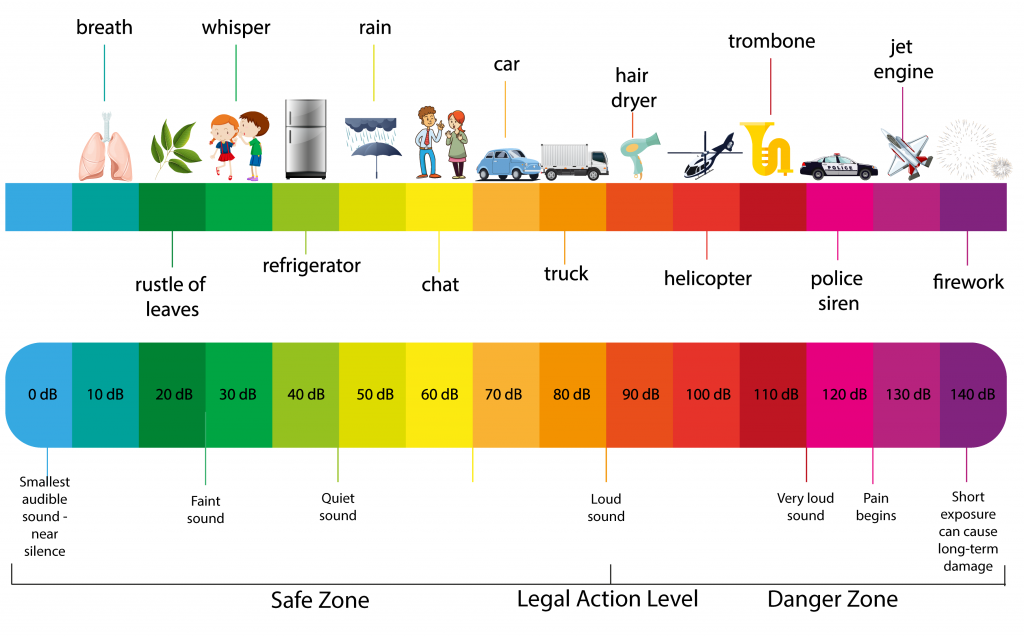 breath
whisper
rain
car
hair
dryer
trombone
jet
engine
POLICE
rustle of
leaves
refrigerator
chat
truck
helicopter
police
siren
firework
0 dB
10 dB
20 dB
30 dB
40 dB
50 dB
60 dB
70 dB
80 dB
90 dB
100 dB
110 dB
120 dB
130 dB
140 dB
Smallest
audible
sound -
near
silence
Faint
sound
Quiet
sound
Loud
sound
Very loud
sound
Pain
begins
Short
exposure
can cause
long-term
damage
Safe Zone
Legal Action Level
Danger Zone